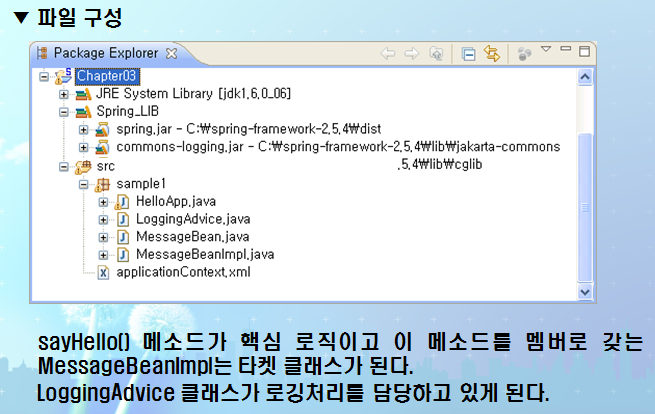 ▼ 파일 구성
Package Explorer
Chapter03
JRE System Library [jdk1.6.0_06]
Spring_LIB
spring.jar - C:₩spring-framework-2.5.4₩dist
commons-logging.jar - C:₩spring-framework-2.5.4₩lib₩jakarta-commons
.5.4₩lib₩cglib
src
sample1
HelloApp.java
LoggingAdvice.java
MessageBean.java
MessageBeanImpl.java
applicationContext.xml
sayHello() 메소드가 핵심 로직이고 이 메소드를 멤버로 갖는
MessageBeanImpl는 타켓 클래스가 된다.
LoggingAdvice 클래스가 로깅처리를 담당하고 있게 된다.